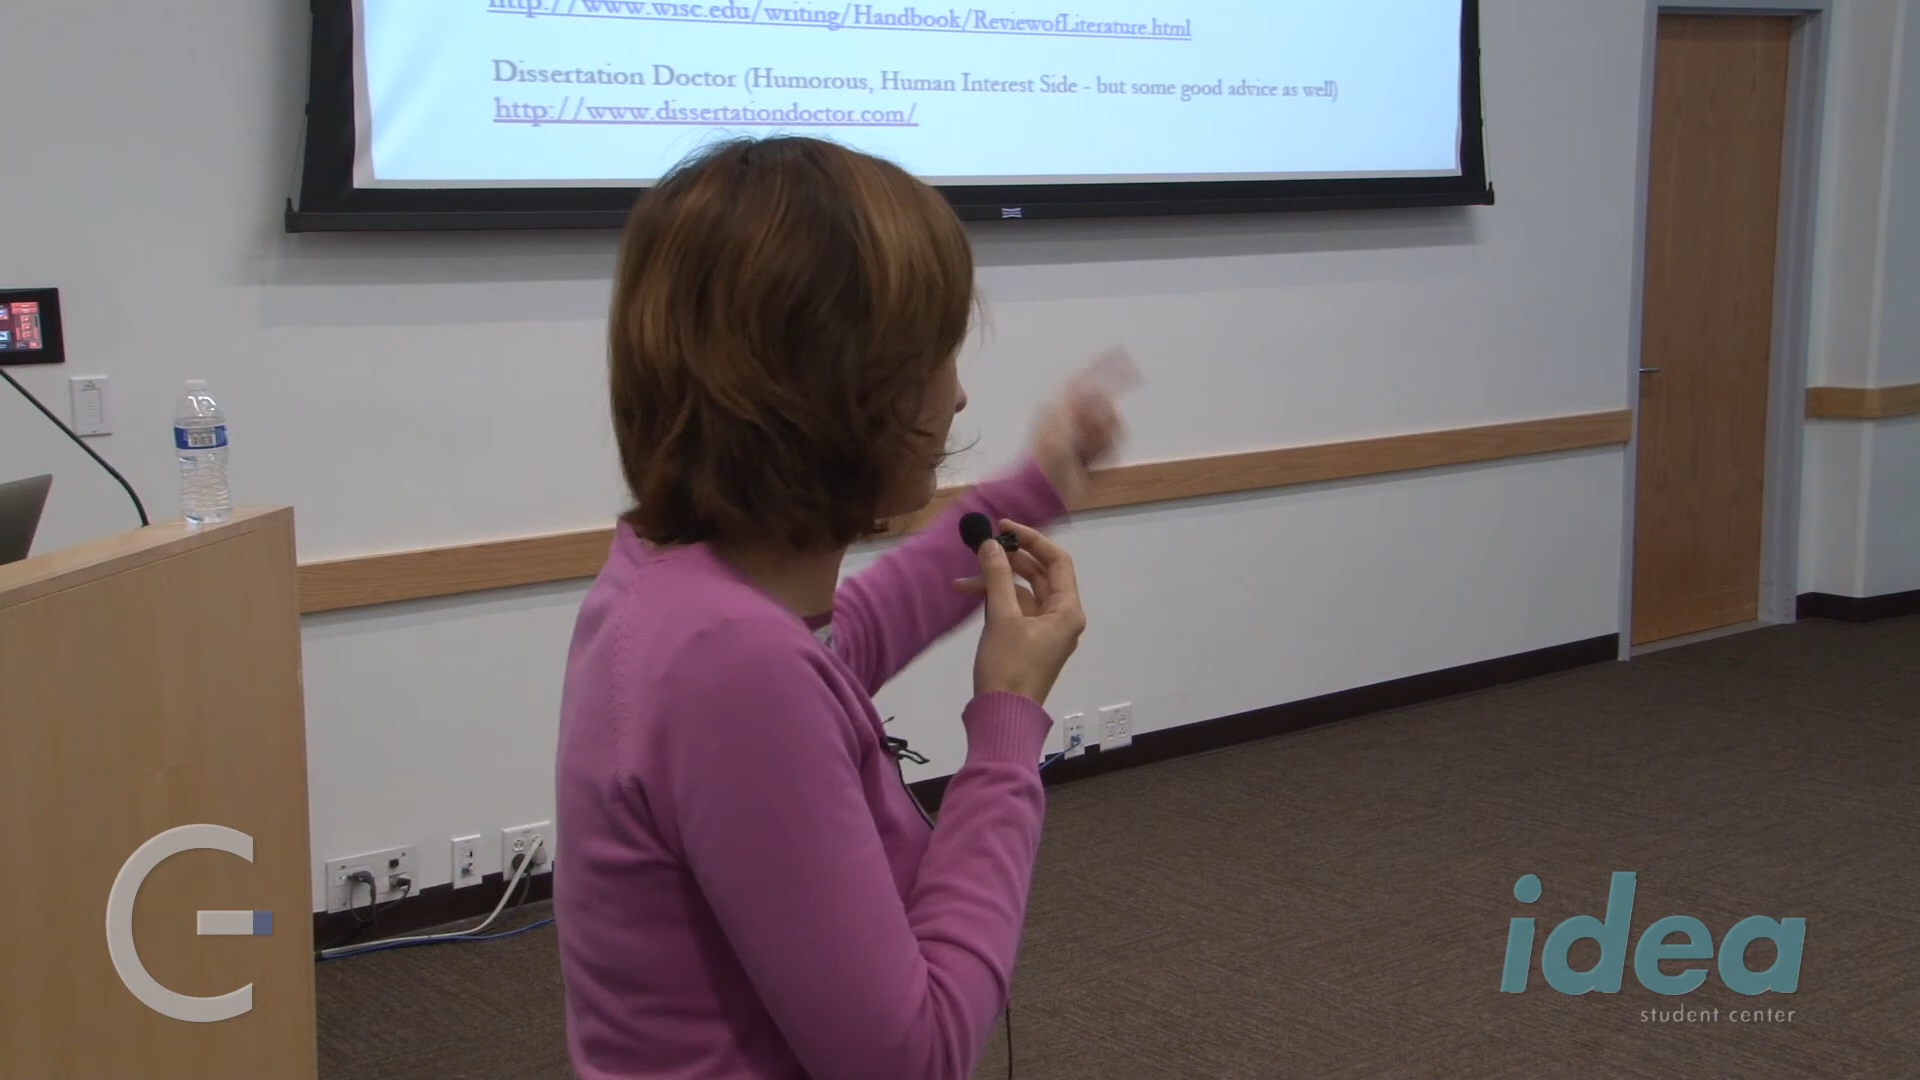 http://www.wisc.edu/writing/Handbook/ReviewofLiterature.html
Dissertation Doctor (Humorous, Human Interest Side - but some good advice as well)
http://www.dissertationdoctor.com/
idea
student center